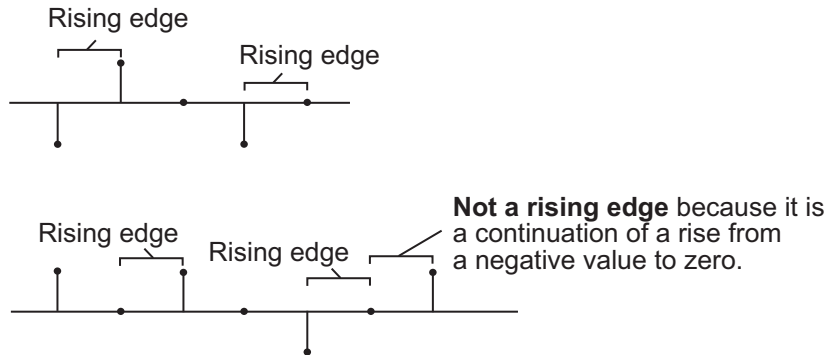 Rising edge
Rising edge
Not a rising edge because it is
a continuation of a rise from
a negative value to zero.
Rising edge
Rising edge